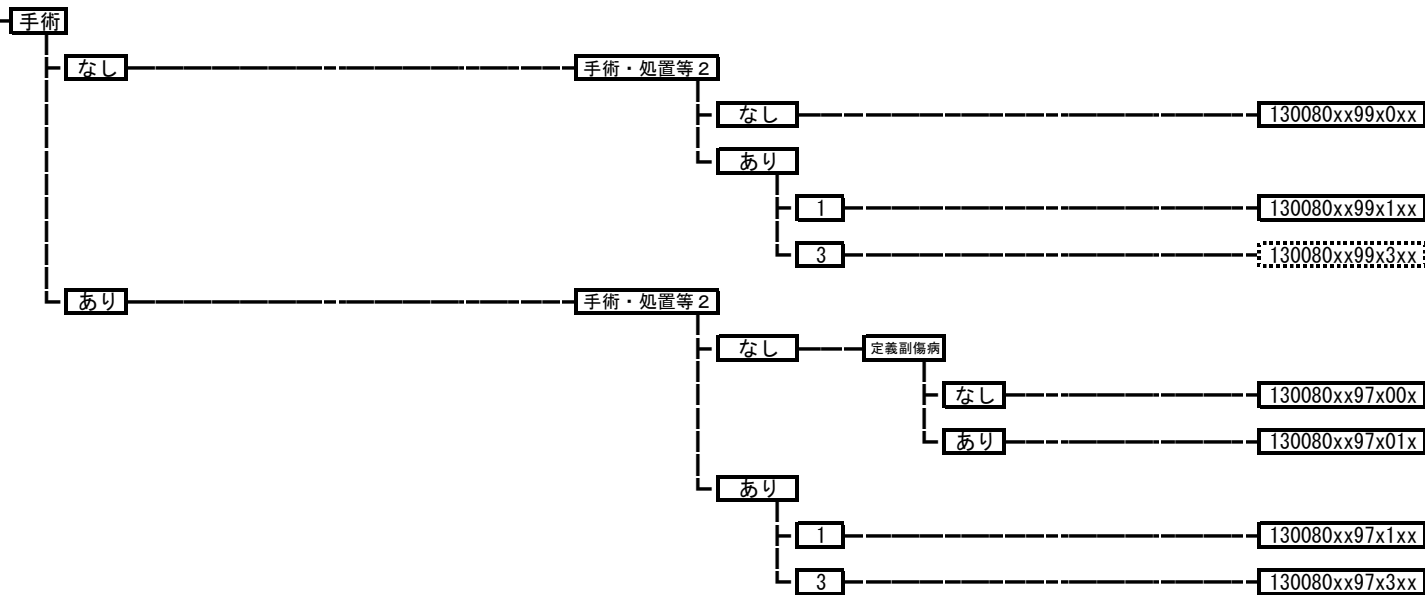 手術
なし 手術・処置等2
なし 130080xx99x0xx
あり
1 130080xx99x1xx
3 130080xx99x3xx
あり 手術・処置等2
なし 定義副傷病
なし 130080xx97x00x
あり 130080xx97x01x
あり
1 130080xx97x1xx
3 130080xx97x3xx